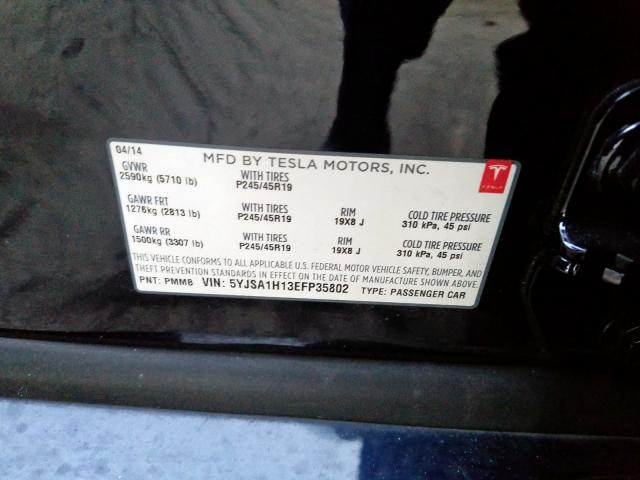 04/14 MFD BY TESLA MOTORS, INC.
GVWR WITH TIRES
2590kg (5710 lb) P245/45R19
GAWR FRT WITH TIRES RIM COLD TIRE PRESSURE
1276kg (2813 lb) P245/45R19 19X8 J 310 kPa, 45 psi
GAWR RR WITH TIRES RIM COLD TIRE PRESSURE
1500kg (3307 lb) P245/45R19 19X8 J 310 kPa, 45 psi
THIS VEHICLE CONFORMS TO ALL APPLICABLE U.S. FEDERAL MOTOR VEHICLE SAFETY, BUMPER, AND
THEFT PREVENTION STANDARDS IN EFFECT ON THE DATE OF MANUFACTURE SHOWN ABOVE.
PNT: PMMB VIN: 5YJSA1H13EFP35802 TYPE: PASSENGER CAR
TESLA